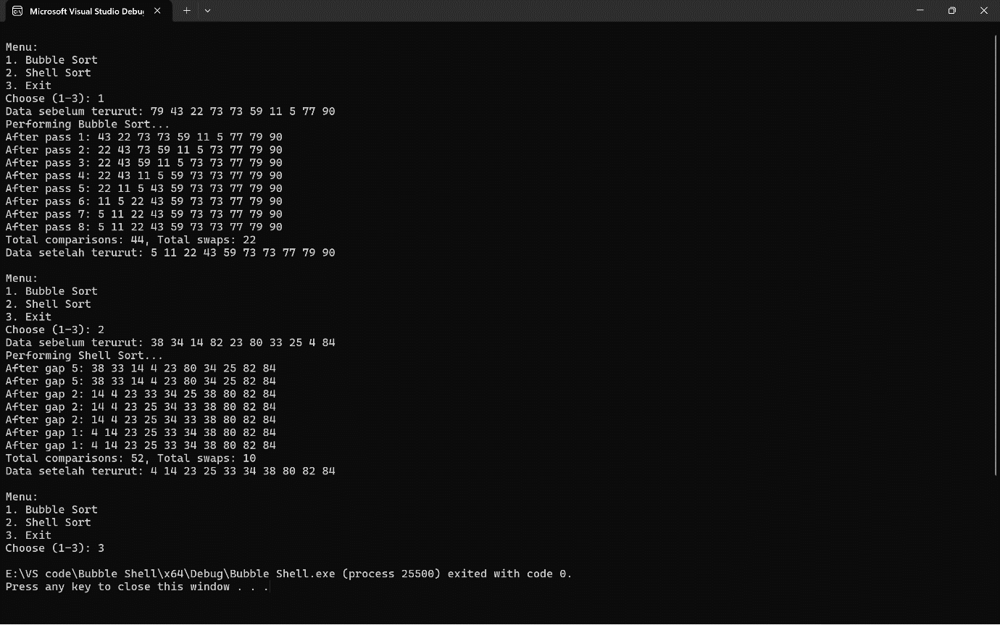 Microsoft Visual Studio Debu
Menu:
1. Bubble Sort
2. Shell Sort
3. Exit
Choose (1-3): 1
Data sebelum terurut: 79 43 22 73 73 59 11 5 77 90
Performing Bubble Sort...
After pass 1: 43 22 73 73 59 11 5 77 79 90
After pass 2: 22 43 73 59 11 5 73 77 79 90
After pass 3: 22 43 59 11 5 73 73 77 79 90
After pass 4: 22 43 11 5 59 73 73 77 79 90
After pass 5: 22 11 5 43 59 73 73 77 79 90
After pass 6: 11 5 22 43 59 73 73 77 79 90
After pass 7: 5 11 22 43 59 73 73 77 79 90
After pass 8: 5 11 22 43 59 73 73 77 79 90
Total comparisons: 44, Total swaps: 22
Data setelah terurut: 5 11 22 43 59 73 73 77 79 90
Menu:
1. Bubble Sort
2. Shell Sort
3. Exit
Choose (1-3): 2
Data sebelum terurut: 38 34 14 82 23 80 33 25 4 84
Performing Shell Sort...
After gap 5: 38 33 14 4 23 80 34 25 82 84
After gap 5: 38 33 14 4 23 80 34 25 82 84
After gap 2: 14 4 23 33 34 25 38 80 82 84
After gap 2: 14 4 23 25 34 33 38 80 82 84
After gap 2: 14 4 23 25 34 33 38 80 82 84
After gap 1: 4 14 23 25 33 34 38 80 82 84
After gap 1: 4 14 23 25 33 34 38 80 82 84
Total comparisons: 52, Total swaps: 10
Data setelah terurut: 4 14 23 25 33 34 38 80 82 84
Menu:
1. Bubble Sort
2. Shell Sort
3. Exit
Choose (1-3): 3
E:\VS code\Bubble Shell\x64\Debug\Bubble Shell.exe (process 25500) exited with code 0.
Press any key to close this window . . .